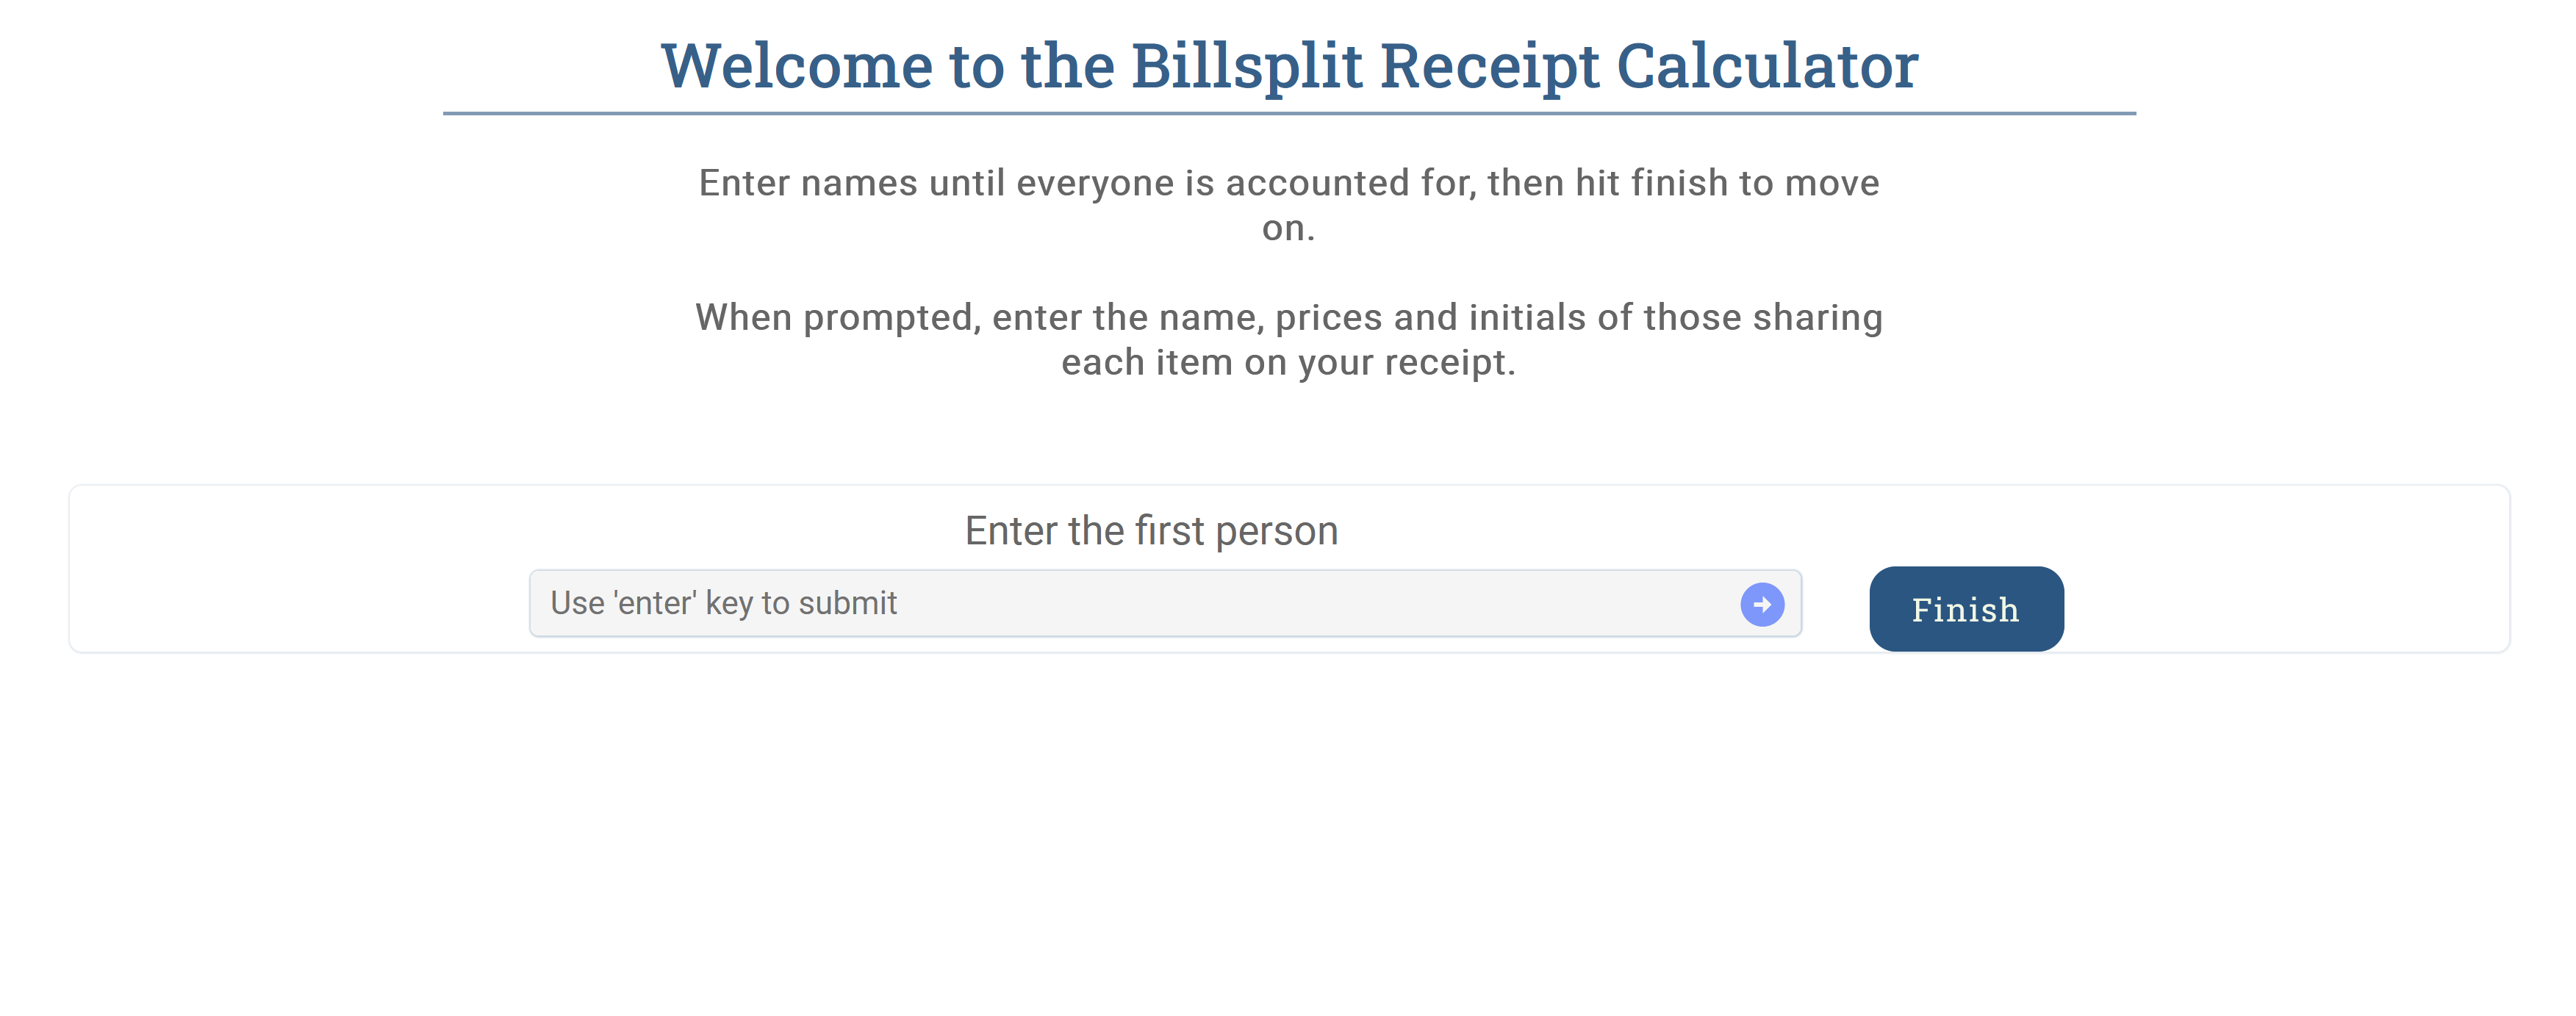 Welcome to the Billsplit Receipt Calculator
Enter names until everyone is accounted for, then hit finish to move
on.
When prompted, enter the name, prices and initials of those sharing
each item on your receipt.
Enter the first person
Use 'enter' key to submit
Finish